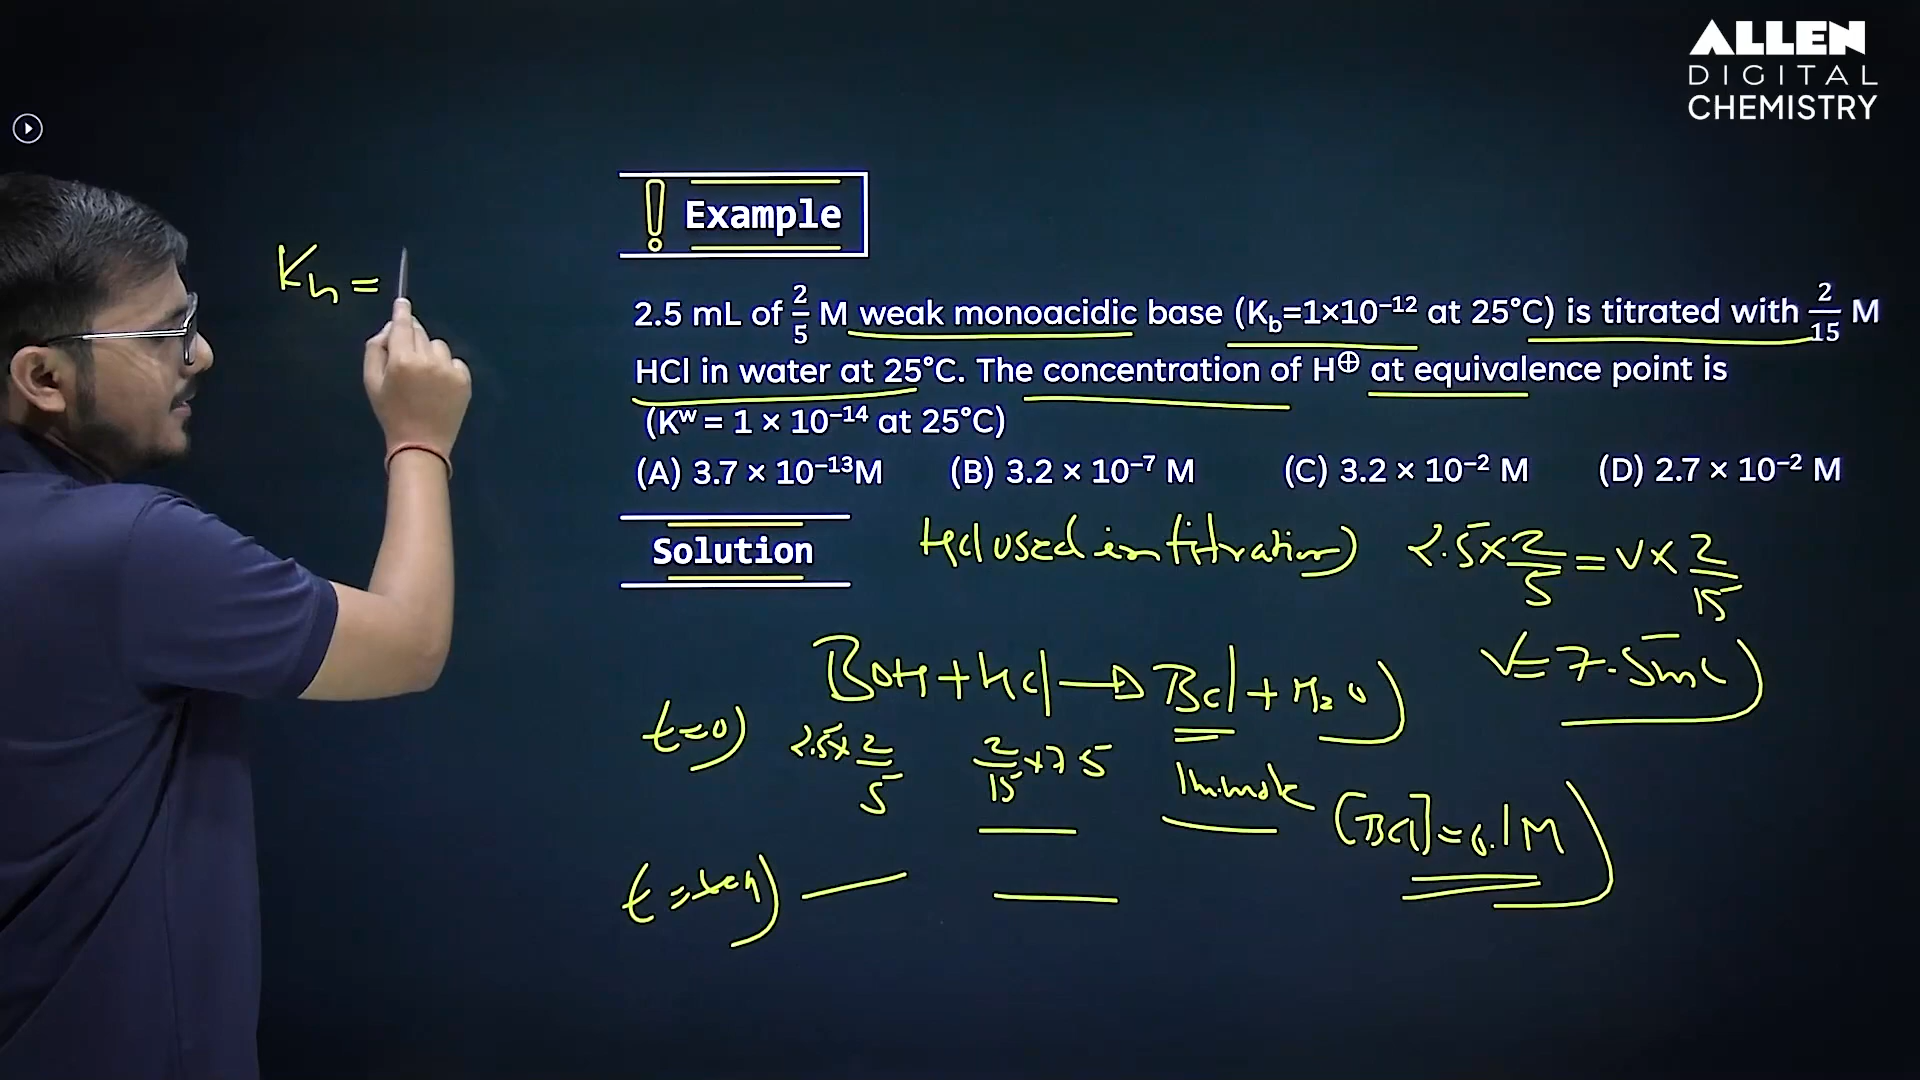 ALLEN
DIGITAL
CHEMISTRY
! Example
Kh =
2.5 mL of 2/5 M weak monoacidic base (Kb=1×10⁻¹² at 25°C) is titrated with 2/15 M
HCl in water at 25°C. The concentration of H⊕ at equivalence point is
(Kʷ = 1 × 10⁻¹⁴ at 25°C)
(A) 3.7 × 10⁻¹³M (B) 3.2 × 10⁻⁷ M (C) 3.2 × 10⁻² M (D) 2.7 × 10⁻² M
Solution
HCl used in titration) 2.5 × 2/5 = V × 2/15
V = 7.5 mL
BOH + HCl → BCl + H₂O
t=0) 2.5 × 2/5 2/15 × 7.5 1 m.mole
[BCl] = 0.1 M
t = — —